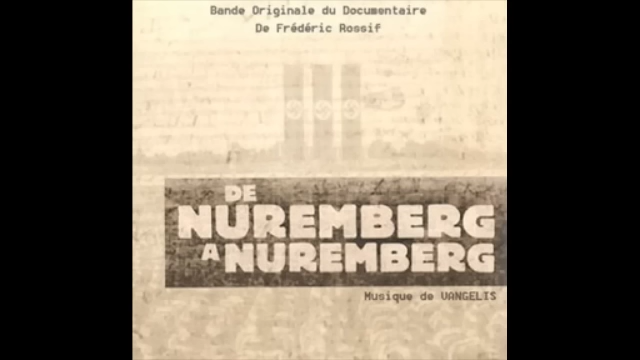 Bande Originale du Documentaire
De Frédéric Rossif
DE
NUREMBERG
A NUREMBERG
Musique de VANGELIS